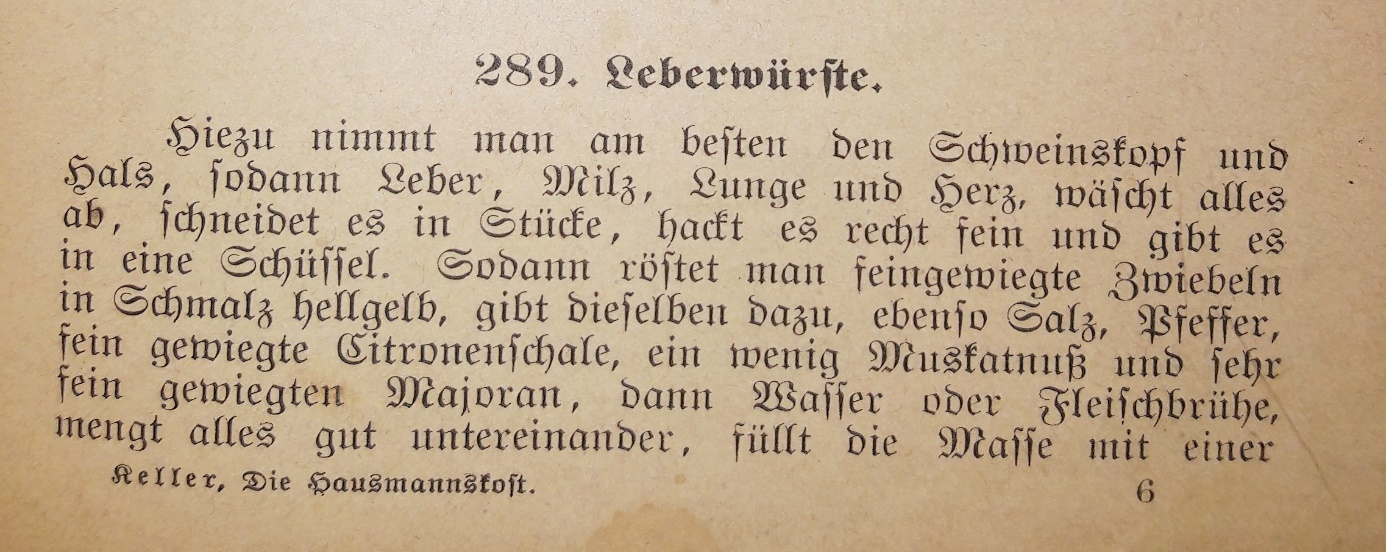 289. Leberwürste.
Hiezu nimmt man am besten den Schweinskopf und
Hals, sodann Leber, Milz, Lunge und Herz, wäscht alles
ab, schneidet es in Stücke, hackt es recht fein und gibt es
in eine Schüssel. Sodann röstet man feingewiegte Zwiebeln
in Schmalz hellgelb, gibt dieselben dazu, ebenso Salz, Pfeffer,
fein gewiegte Citronenschale, ein wenig Muskatnuß und sehr
fein gewiegten Majoran, dann Wasser oder Fleischbrühe,
mengt alles gut untereinander, füllt die Masse mit einer
Keller, Die Hausmannskost. 6